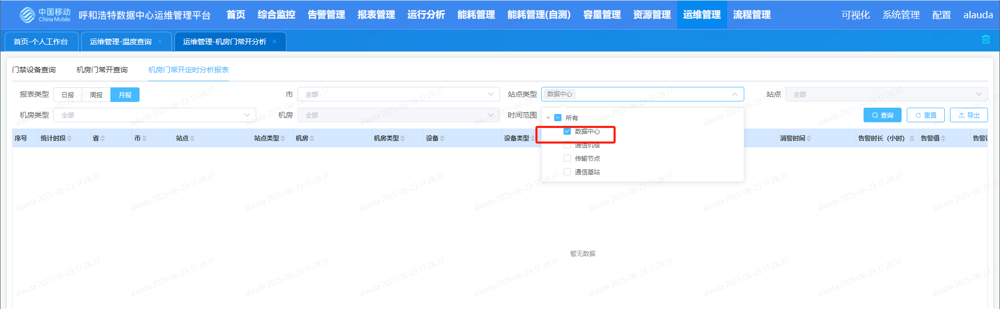 中国移动 China Mobile 呼和浩特数据中心运维管理平台 首页 综合监控 告警管理 报表管理 运行分析 能耗管理 能耗管理(自测) 容量管理 资源管理 运维管理 流程管理 可视化 系统管理 配置 alauda
首页-个人工作台 运维管理-温度查询 × 运维管理-机房门常开分析 ×
门禁设备查询 机房门常开查询 机房门常开定时分析报表
报表类型 日报 周报 月报 市 全部 站点类型 数据中心 站点 全部
机房类型 全部 机房 全部 时间范围 查询 重置 导出
所有
数据中心
通信机楼
传输节点
通信基站
序号 统计时段 省 市 站点 站点类型 机房 机房类型 设备 设备类型 消警时间 告警时长（小时） 告警值 告警
暂无数据
alauda 2025-06-23 17:28:37